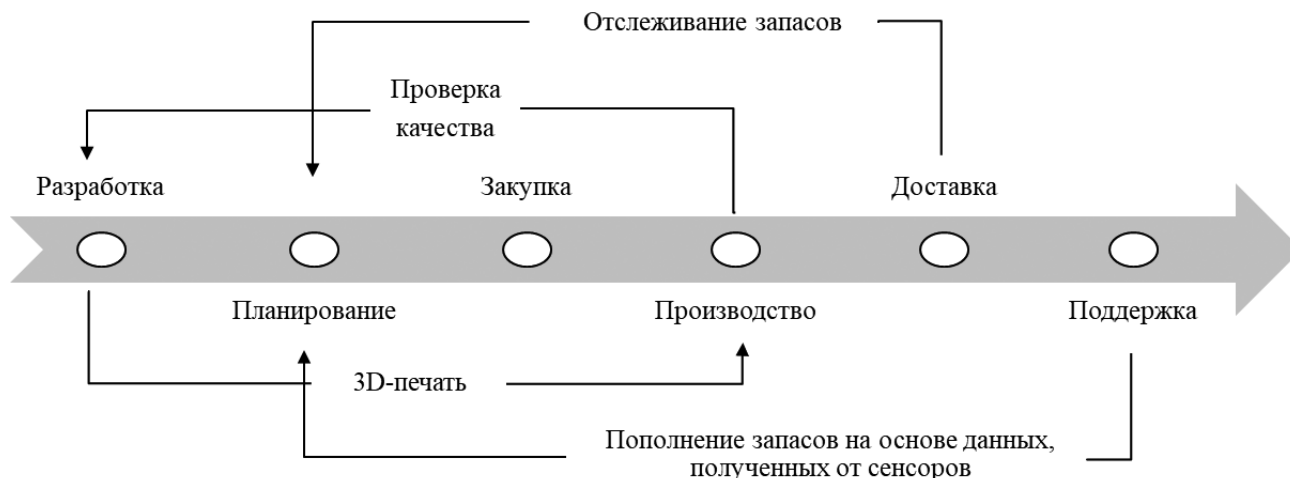 Отслеживание запасов
Проверка
качества
Разработка
Закупка
Доставка
Планирование
Производство
Поддержка
3D-печать
Пополнение запасов на основе данных,
полученных от сенсоров